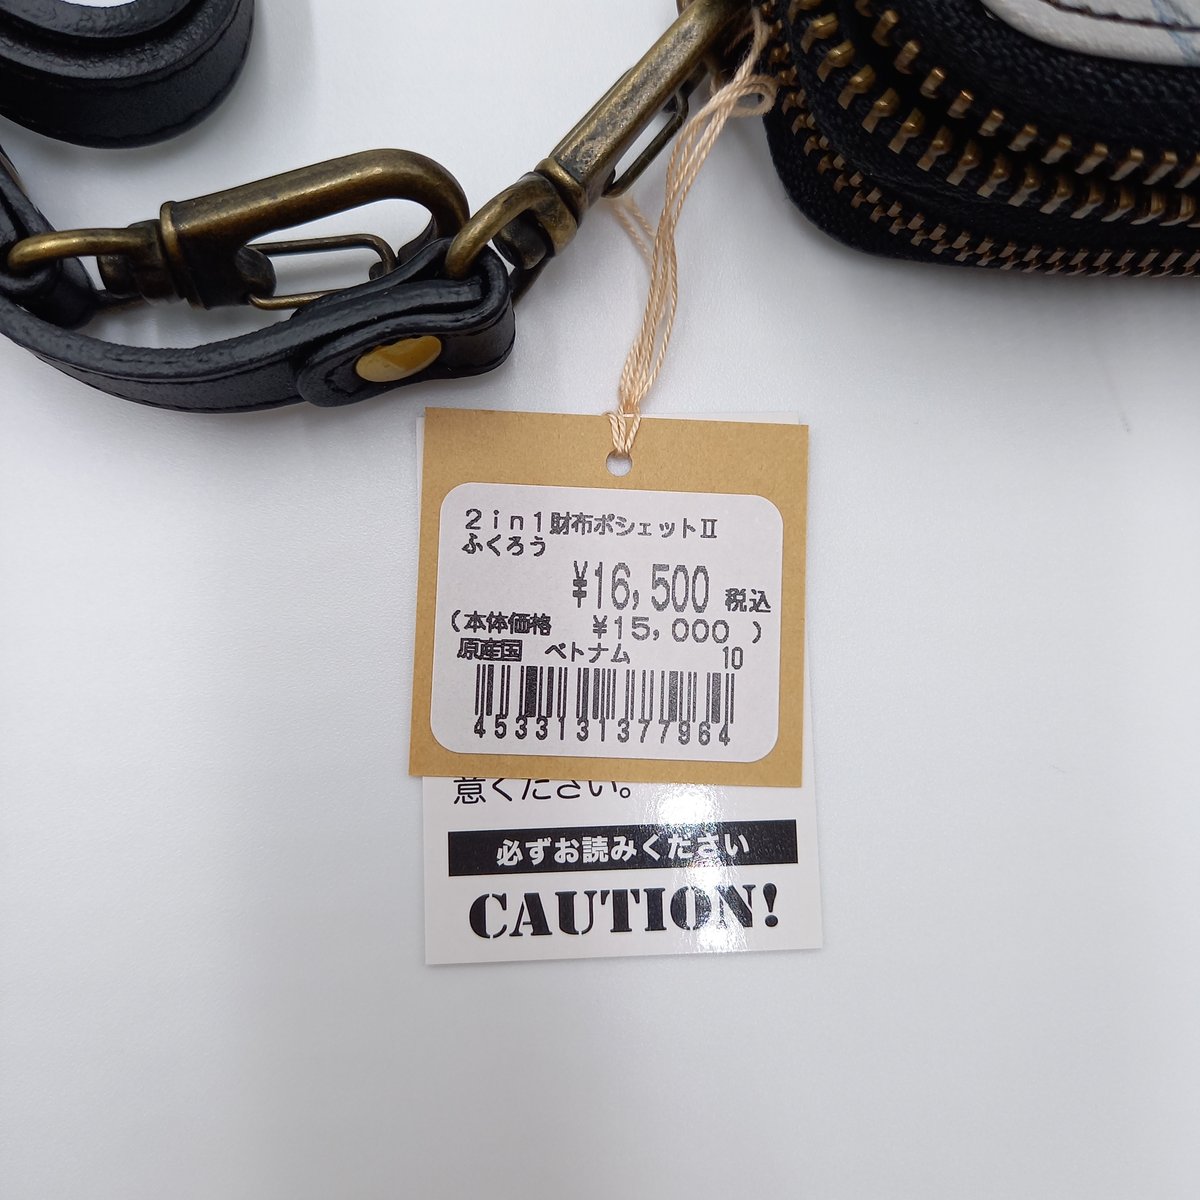 2in1財布ポシェットⅡ
ふくろう
¥16,500 税込
(本体価格 ¥15,000 )
原産国 ベトナム 10
4533131377964
意ください。
必ずお読みください
CAUTION!